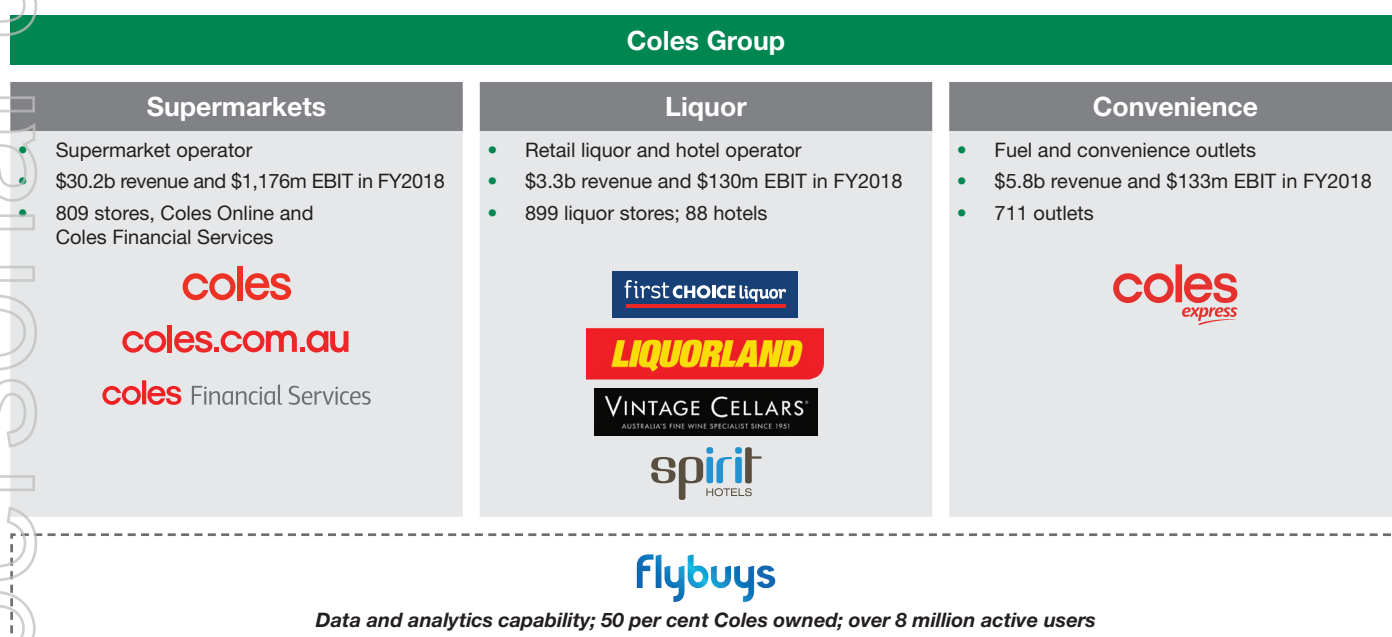 Coles Group
Supermarkets
• Supermarket operator
• $30.2b revenue and $1,176m EBIT in FY2018
• 809 stores, Coles Online and
Coles Financial Services
coles
coles.com.au
coles Financial Services
Liquor
• Retail liquor and hotel operator
• $3.3b revenue and $130m EBIT in FY2018
• 899 liquor stores; 88 hotels
first CHOICE liquor
LIQUORLAND
VINTAGE CELLARS
AUSTRALIA'S FINE WINE SPECIALIST SINCE 1951
spirit
HOTELS
Convenience
• Fuel and convenience outlets
• $5.8b revenue and $133m EBIT in FY2018
• 711 outlets
coles
express
flybuys
Data and analytics capability; 50 per cent Coles owned; over 8 million active users